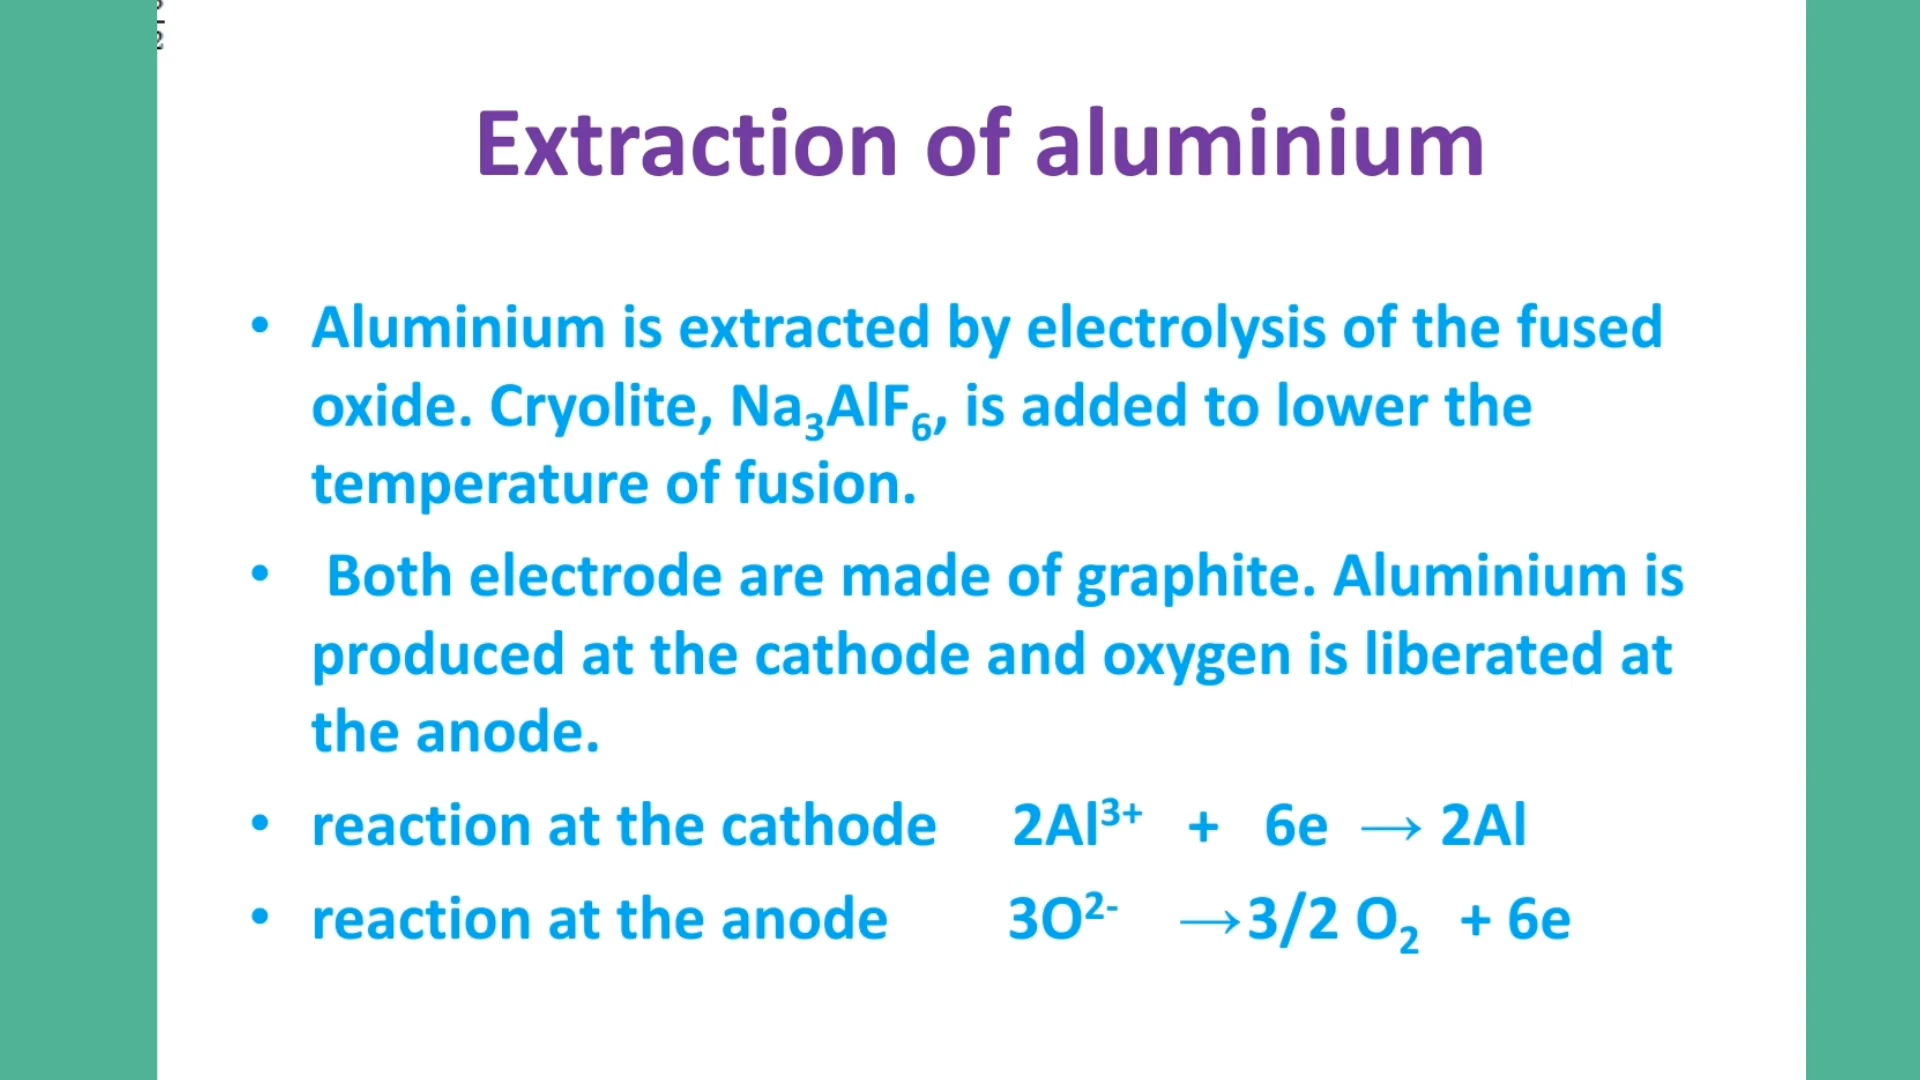 Extraction of aluminium
• Aluminium is extracted by electrolysis of the fused
oxide. Cryolite, Na₃AlF₆, is added to lower the
temperature of fusion.
• Both electrode are made of graphite. Aluminium is
produced at the cathode and oxygen is liberated at
the anode.
• reaction at the cathode 2Al³⁺ + 6e → 2Al
• reaction at the anode 3O²⁻ →3/2 O₂ + 6e